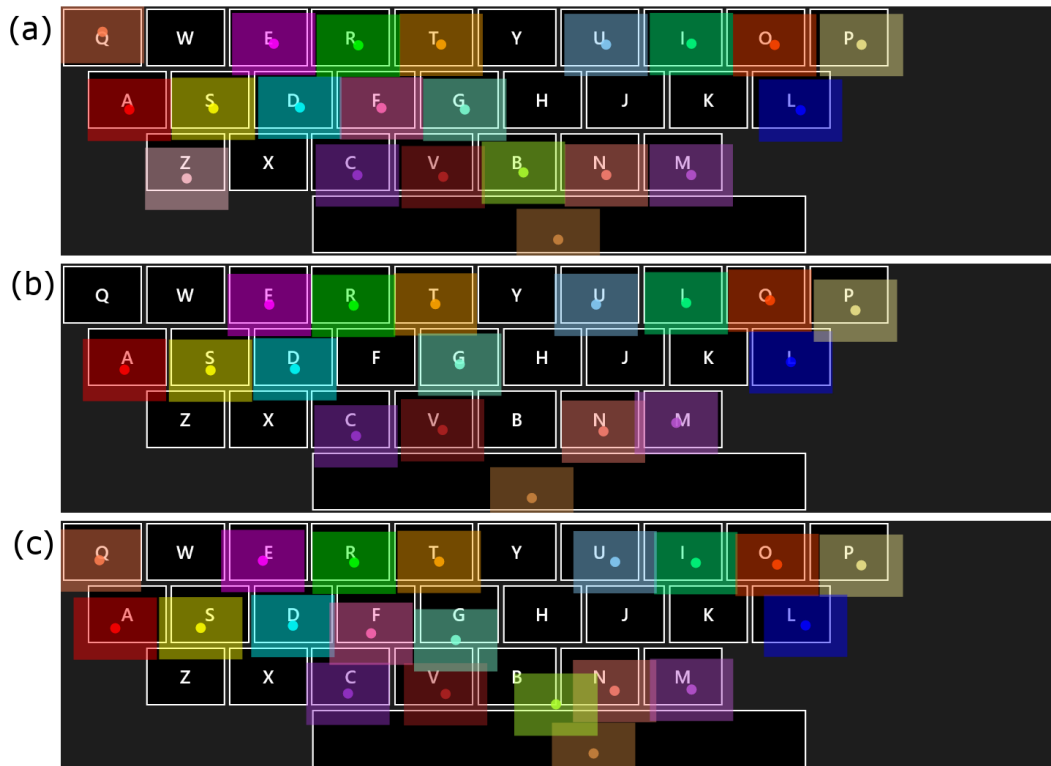 (a)
Q W E R T Y U I O P
A S D F G H J K L
Z X C V B N M
(b)
Q W E R T Y U I O P
A S D F G H J K L
Z X C V B N M
(c)
Q W E R T Y U I O P
A S D F G H J K L
Z X C V B N M